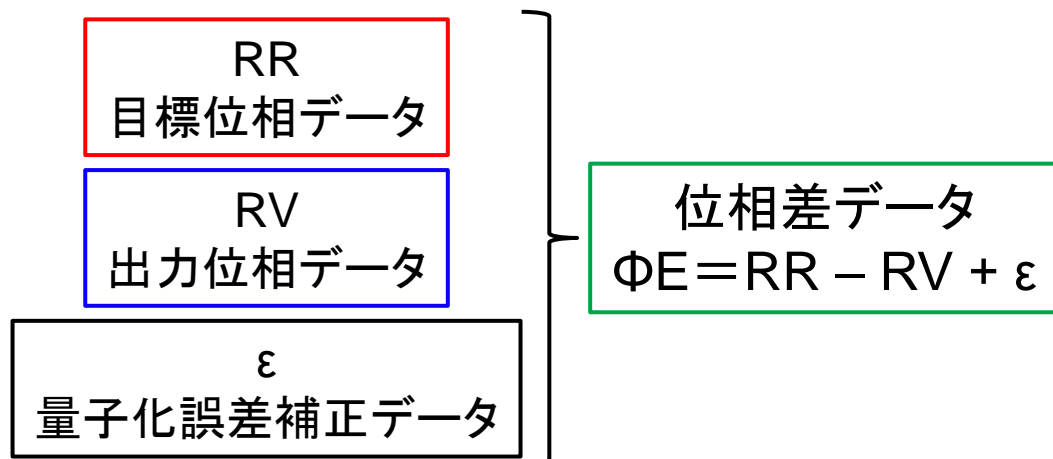 RR
目標位相データ
RV
出力位相データ
ε
量子化誤差補正データ
位相差データ
ΦE＝RR – RV + ε